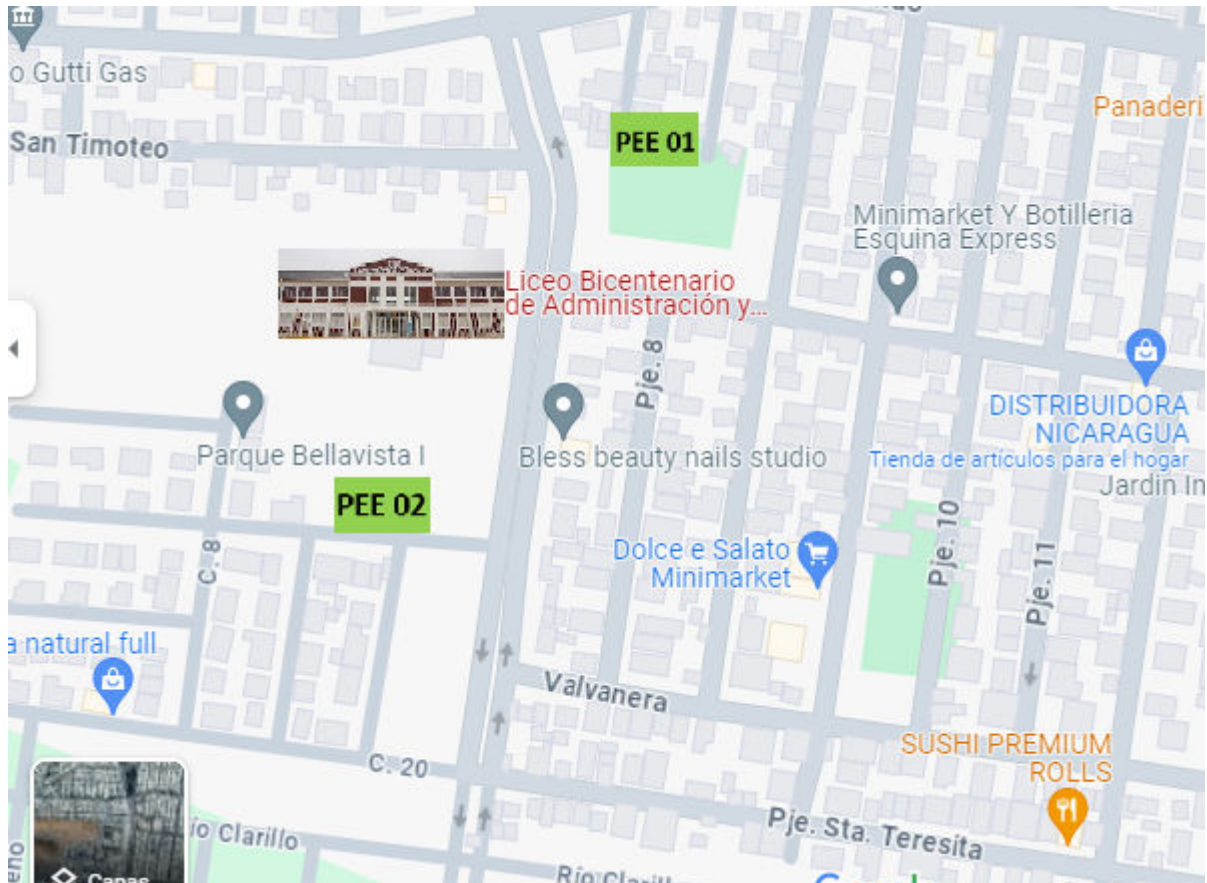 o Gutti Gas
San Timoteo
PEE 01
Panaderi
Minimarket Y Botilleria
Esquina Express
Liceo Bicentenario
de Administración y...
Pje. 8
DISTRIBUIDORA
NICARAGUA
Tienda de artículos para el hogar
Jardin In
Parque Bellavista I
Bless beauty nails studio
PEE 02
C. 8
Dolce e Salato
Minimarket
Pje. 10
Pje. 11
a natural full
Valvanera
SUSHI PREMIUM
ROLLS
C. 20
Pje. Sta. Teresita
ío Clarillo
Río Clarill
Capas